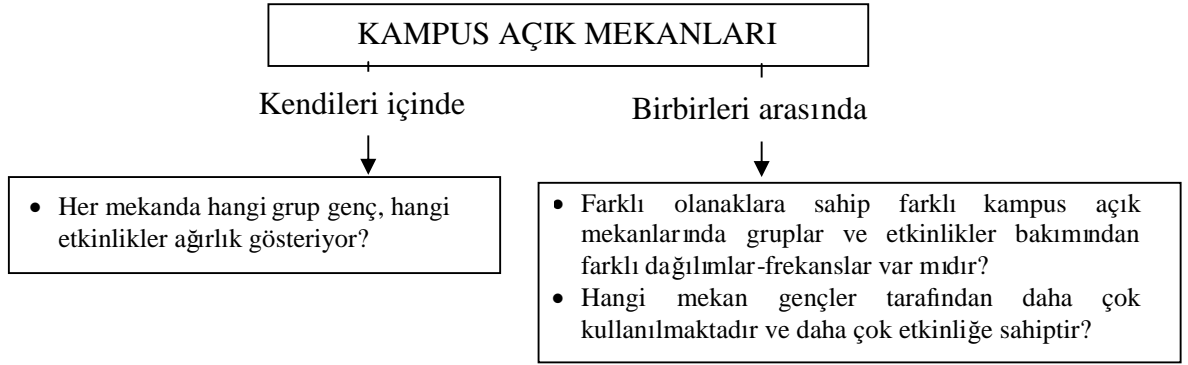 KAMPUS AÇIK MEKANLARI
Kendileri içinde
Birbirleri arasında
• Her mekanda hangi grup genç, hangi
etkinlikler ağırlık gösteriyor?
• Farklı olanaklara sahip farklı kampus açık
mekanlarında gruplar ve etkinlikler bakımından
farklı dağılımlar-frekanslar var mıdır?
• Hangi mekan gençler tarafından daha çok
kullanılmaktadır ve daha çok etkinliğe sahiptir?